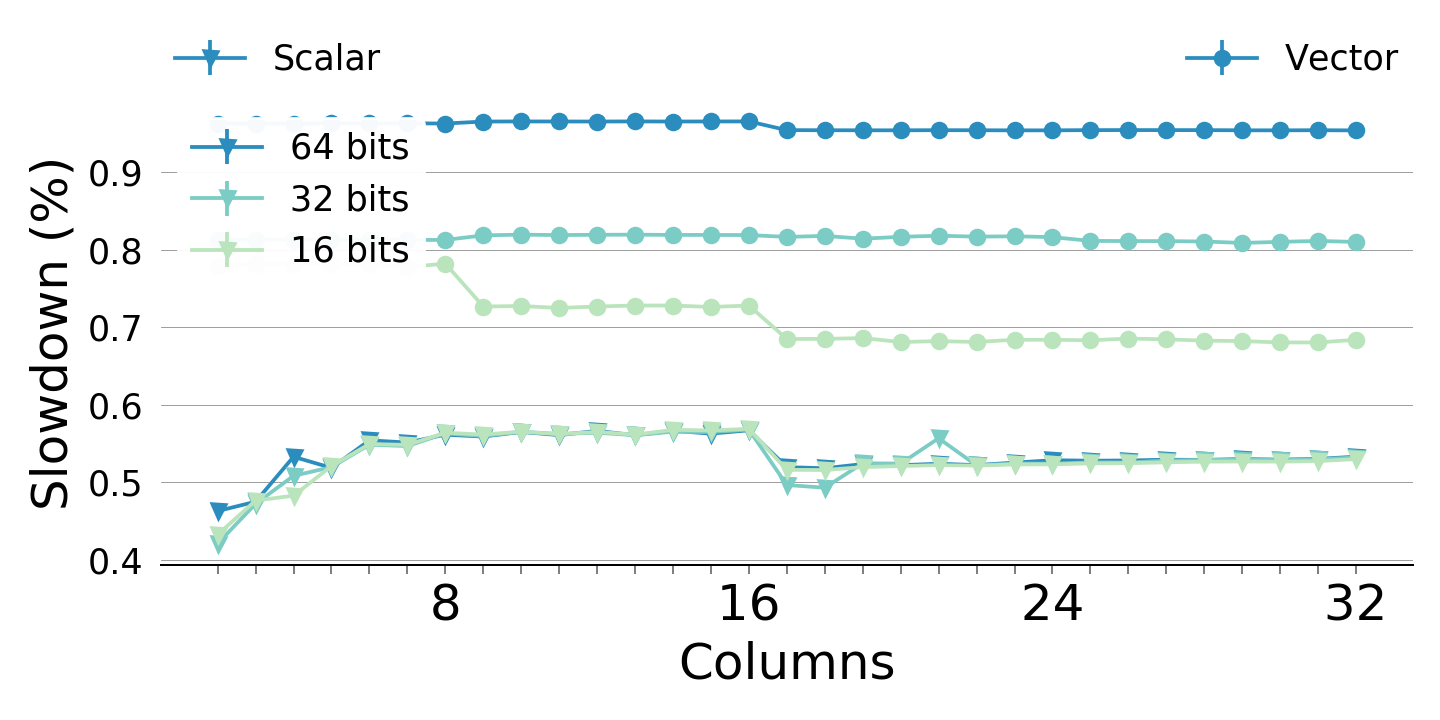 Scalar
Vector
64 bits
32 bits
16 bits
Slowdown (%)
0.9
0.8
0.7
0.6
0.5
0.4
8 16 24 32
Columns